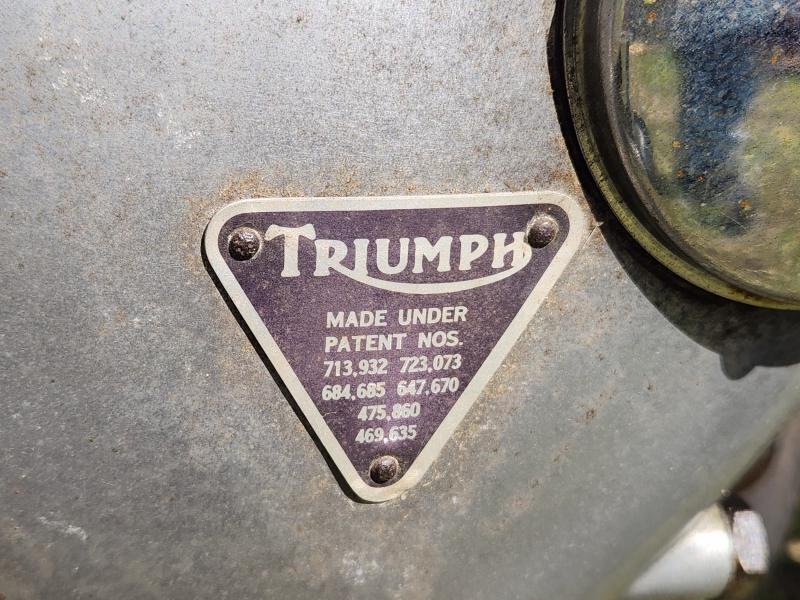 TRIUMPH
MADE UNDER
PATENT NOS.
713,932 723,073
684,685 647,670
475,860
469,635